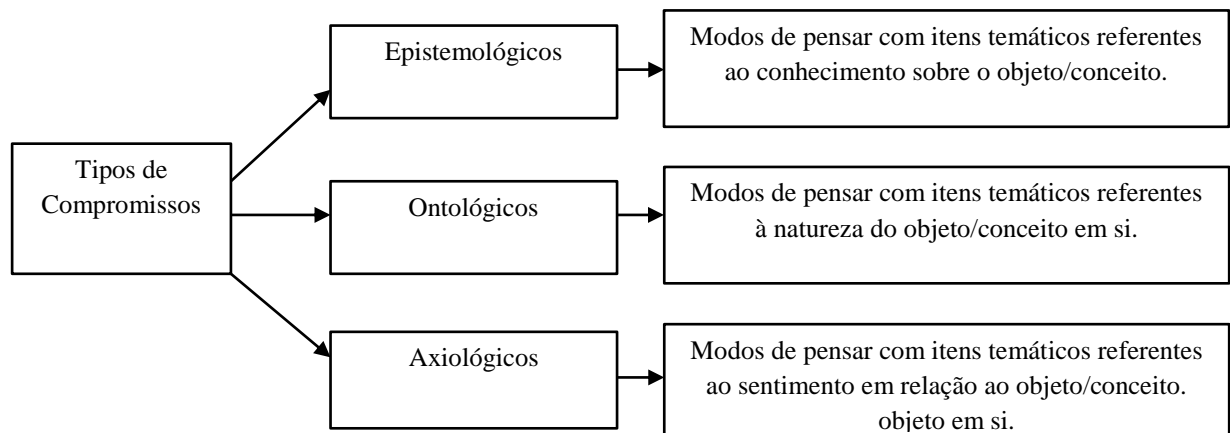 Tipos de
Compromissos
Epistemológicos
Modos de pensar com itens temáticos referentes
ao conhecimento sobre o objeto/conceito.
Ontológicos
Modos de pensar com itens temáticos referentes
à natureza do objeto/conceito em si.
Axiológicos
Modos de pensar com itens temáticos referentes
ao sentimento em relação ao objeto/conceito.
objeto em si.